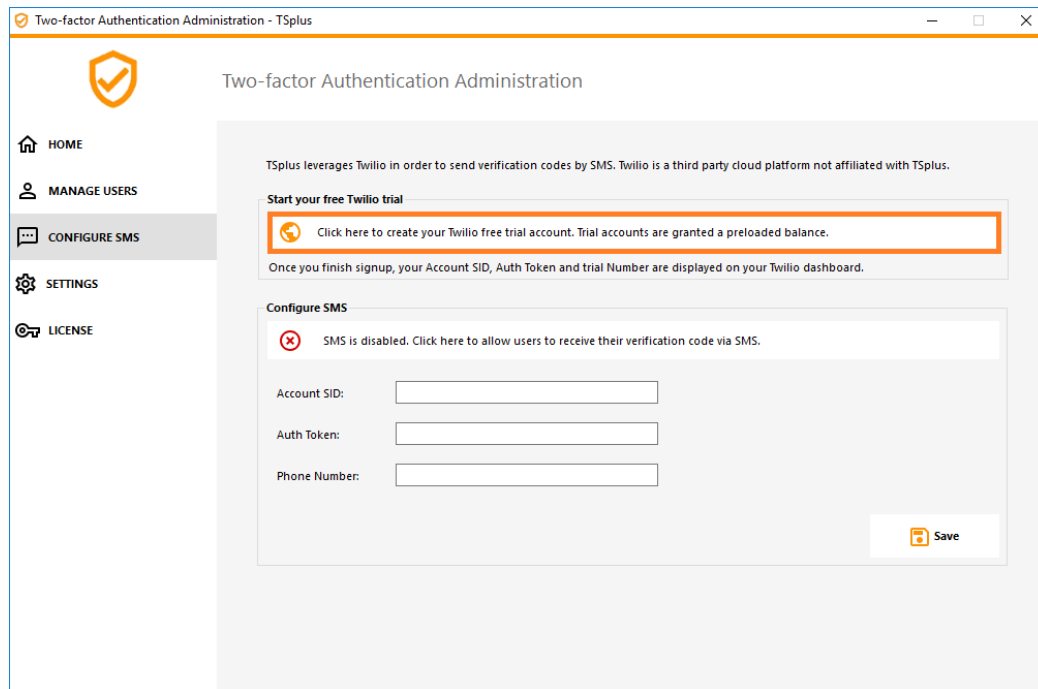 Two-factor Authentication Administration - TSplus
Two-factor Authentication Administration
HOME
MANAGE USERS
CONFIGURE SMS
SETTINGS
LICENSE
TSplus leverages Twilio in order to send verification codes by SMS. Twilio is a third party cloud platform not affiliated with TSplus.
Start your free Twilio trial
Click here to create your Twilio free trial account. Trial accounts are granted a preloaded balance.
Once you finish signup, your Account SID, Auth Token and trial Number are displayed on your Twilio dashboard.
Configure SMS
SMS is disabled. Click here to allow users to receive their verification code via SMS.
Account SID:
Auth Token:
Phone Number:
Save